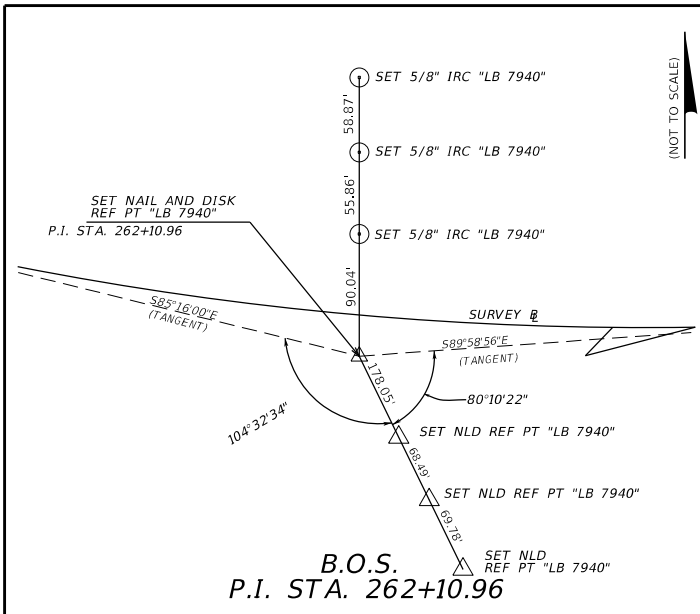 SET 5/8" IRC "LB 7940"
(NOT TO SCALE)
58.87'
SET 5/8" IRC "LB 7940"
55.86'
SET NAIL AND DISK
REF PT "LB 7940"
P.I. STA. 262+10.96
SET 5/8" IRC "LB 7940"
90.04'
S85°16'00"E
(TANGENT)
SURVEY BL
S89°58'56"E
(TANGENT)
178.05'
80°10'22"
104°32'34"
SET NLD REF PT "LB 7940"
68.49'
SET NLD REF PT "LB 7940"
69.78'
SET NLD
REF PT "LB 7940"
B.O.S.
P.I. STA. 262+10.96